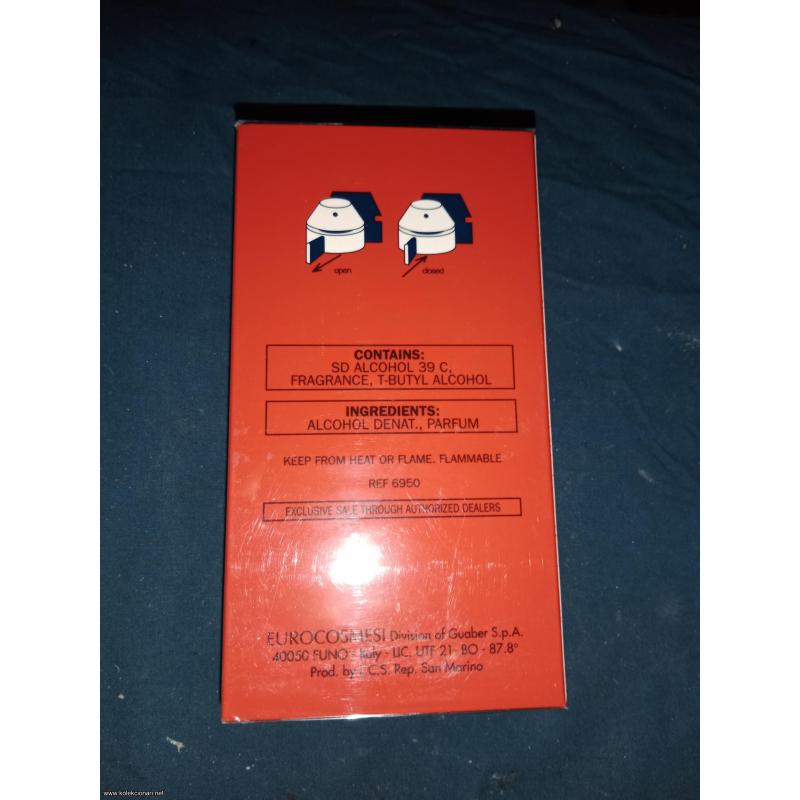 open
closed
CONTAINS:
SD ALCOHOL 39 C,
FRAGRANCE, T-BUTYL ALCOHOL
INGREDIENTS:
ALCOHOL DENAT., PARFUM
KEEP FROM HEAT OR FLAME. FLAMMABLE
REF 6950
EXCLUSIVE SALE THROUGH AUTHORIZED DEALERS
EUROCOSMESI Division of Guaber S.p.A.
40050 FUNO - Italy - LIC. UTF 21- BO - 87.8°
Prod. by I.C.S. Rep. San Marino
www.kolekcionari.net